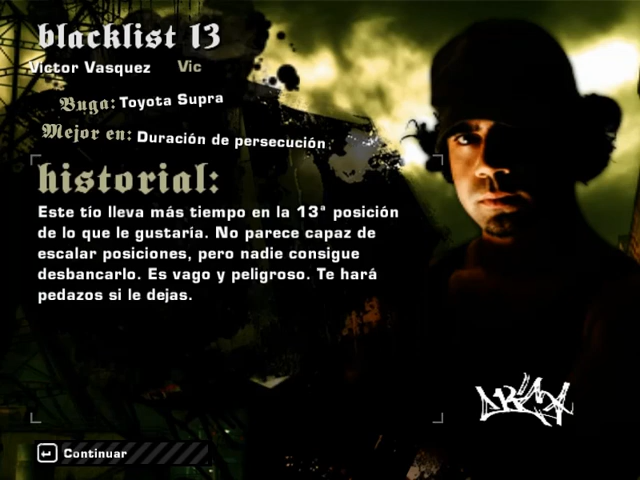 blacklist 13
Victor Vasquez Vic
Buga: Toyota Supra
Mejor en: Duración de persecución
historial:
Este tío lleva más tiempo en la 13ª posición
de lo que le gustaría. No parece capaz de
escalar posiciones, pero nadie consigue
desbancarlo. Es vago y peligroso. Te hará
pedazos si le dejas.
Continuar